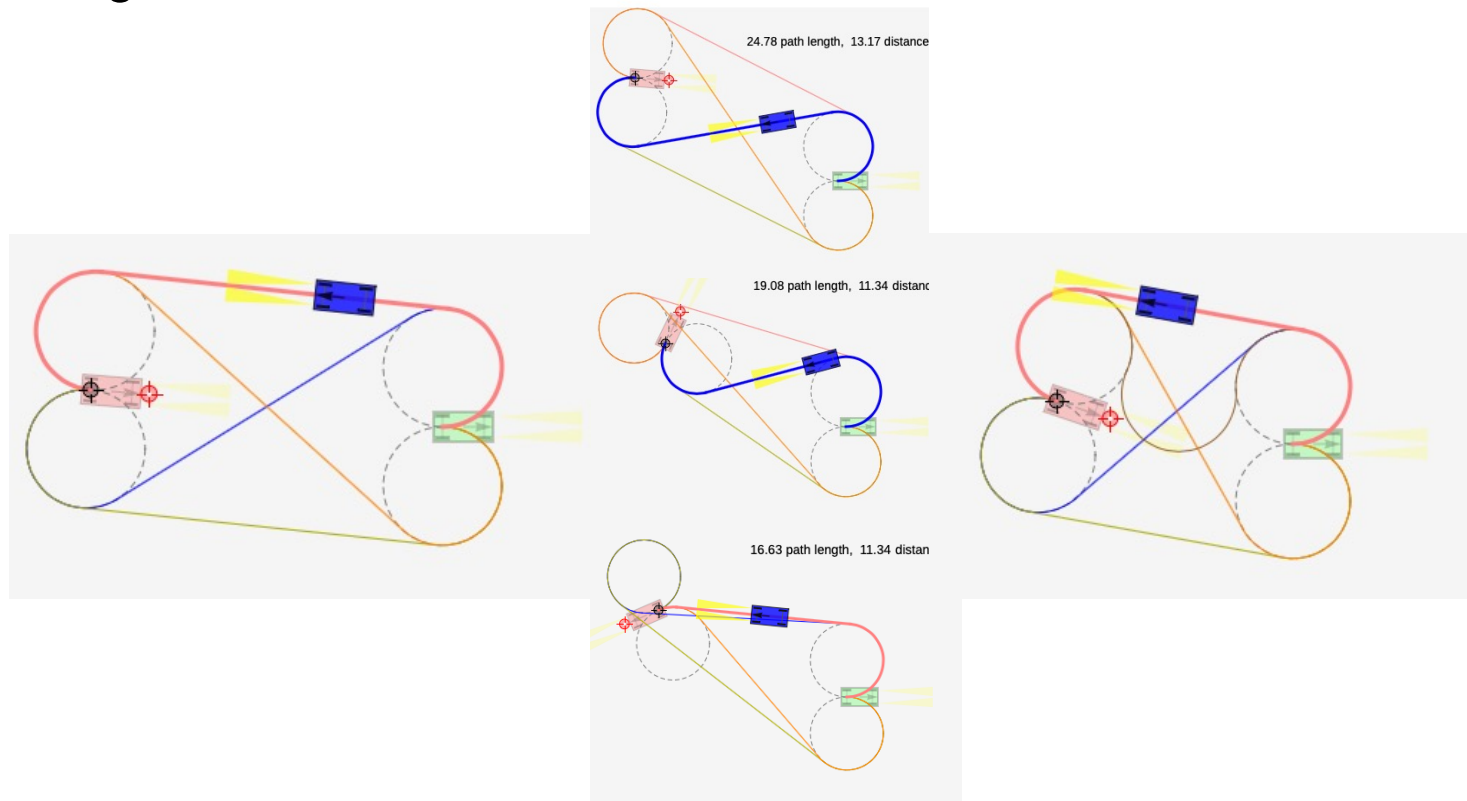 24.78 path length, 13.17 distance
19.08 path length, 11.34 distanc
16.63 path length, 11.34 distan